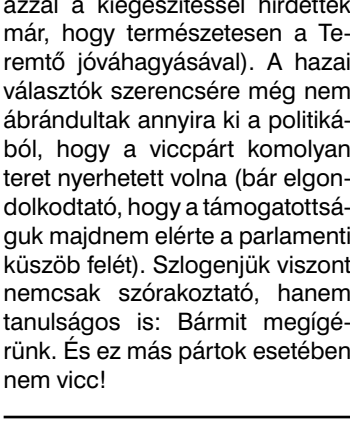 azzal a kiegészítéssel hirdették
már, hogy természetesen a Te-
remtő jóváhagyásával). A hazai
választók szerencsére még nem
ábrándultak annyira ki a politiká-
ból, hogy a viccpárt komolyan
teret nyerhetett volna (bár elgon-
dolkodtató, hogy a támogatottsá-
guk majdnem elérte a parlamenti
küszöb felét). Szlogenjük viszont
nemcsak szórakoztató, hanem
tanulságos is: Bármit megígé-
rünk. És ez más pártok esetében
nem vicc!